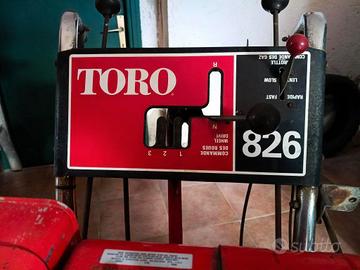 TORO
826
THROTTLE
COMMANDE DES GAZ
LENT SLOW
RAPIDE FAST
R
N
1 2 3
WHEEL DRIVE
COMMANDE
DES ROUES
subito